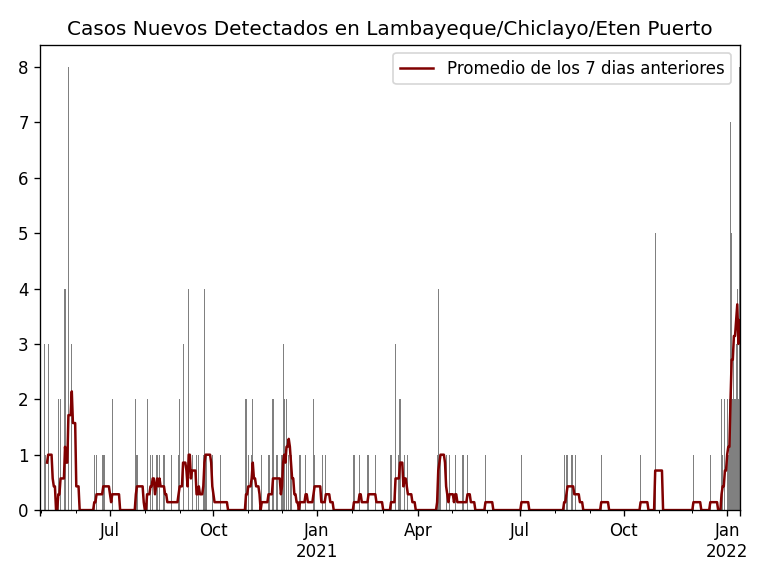 Casos Nuevos Detectados en Lambayeque/Chiclayo/Eten Puerto
Promedio de los 7 dias anteriores
8
7
6
5
4
3
2
1
0
Jul
Oct
Jan
2021
Apr
Jul
Oct
Jan
2022